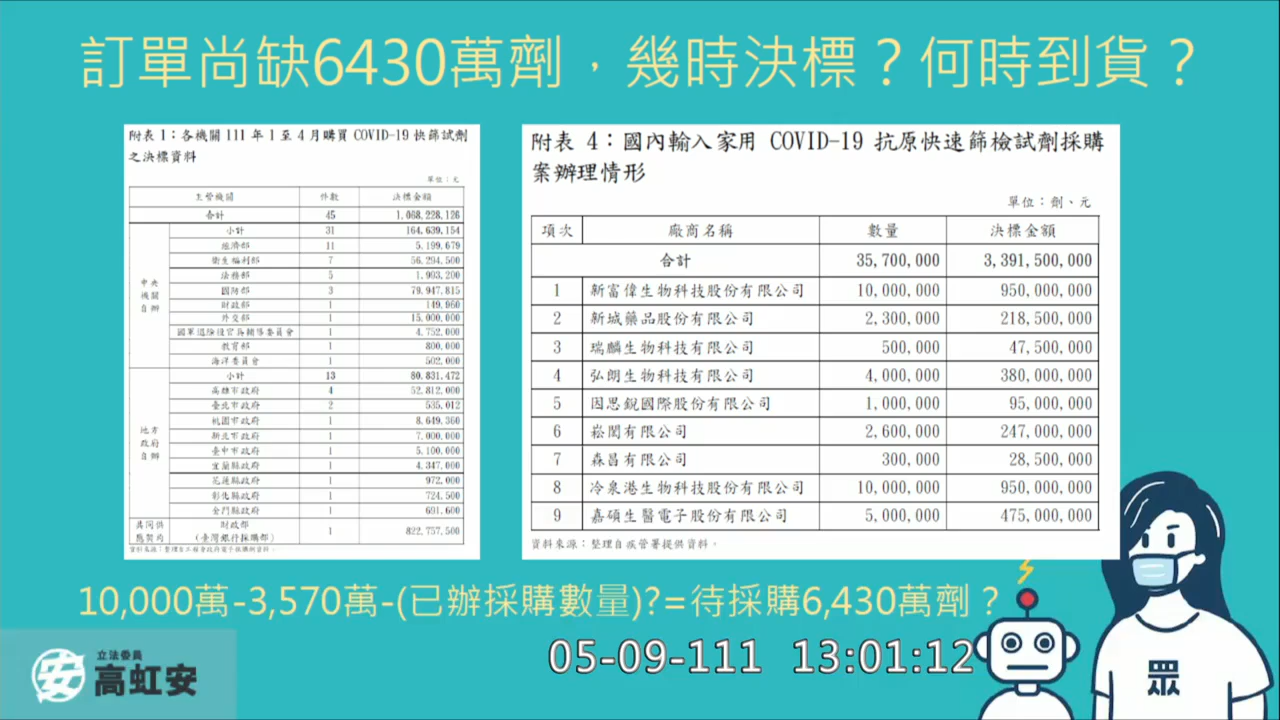 訂單尚缺6430萬劑，幾時決標？何時到貨？
附表 1：各機關 111 年 1 至 4 月購買 COVID-19 快篩試劑
之決標資料
單位：元
主管機關 件數 決標金額
合計 45 1,068,228,126
小計 31 164,639,154
經濟部 11 5,199,679
衛生福利部 7 56,294,500
法務部 5 1,993,200
國防部 3 79,947,815
財政部 1 149,960
外交部 1 15,000,000
國軍退除役官兵輔導委員會 1 4,752,000
教育部 1 800,000
海洋委員會 1 502,000
中央機關自辦
小計 13 80,831,472
高雄市政府 4 52,812,000
臺北市政府 2 535,012
桃園市政府 1 8,649,360
新北市政府 1 7,000,000
臺中市政府 1 5,100,000
宜蘭縣政府 1 4,347,000
花蓮縣政府 1 972,000
彰化縣政府 1 724,500
金門縣政府 1 691,600
地方政府自辦
共同供應契約 財政部 1 822,757,500
(臺灣銀行採購部)
資料來源：整理自工程會政府電子採購網資料。
附表 4：國內輸入家用 COVID-19 抗原快速篩檢試劑採購
案辦理情形
單位：劑、元
項次 廠商名稱 數量 決標金額
合計 35,700,000 3,391,500,000
1 新富偉生物科技股份有限公司 10,000,000 950,000,000
2 新城藥品股份有限公司 2,300,000 218,500,000
3 瑞麟生物科技有限公司 500,000 47,500,000
4 弘朗生物科技有限公司 4,000,000 380,000,000
5 因思銳國際股份有限公司 1,000,000 95,000,000
6 崧閎有限公司 2,600,000 247,000,000
7 森昌有限公司 300,000 28,500,000
8 冷泉港生物科技股份有限公司 10,000,000 950,000,000
9 嘉碩生醫電子股份有限公司 5,000,000 475,000,000
資料來源：整理自疾管署提供資料。
10,000萬-3,570萬-(已辦採購數量)?=待採購6,430萬劑？
05-09-111 13:01:12
安
立法委員
高虹安
眾